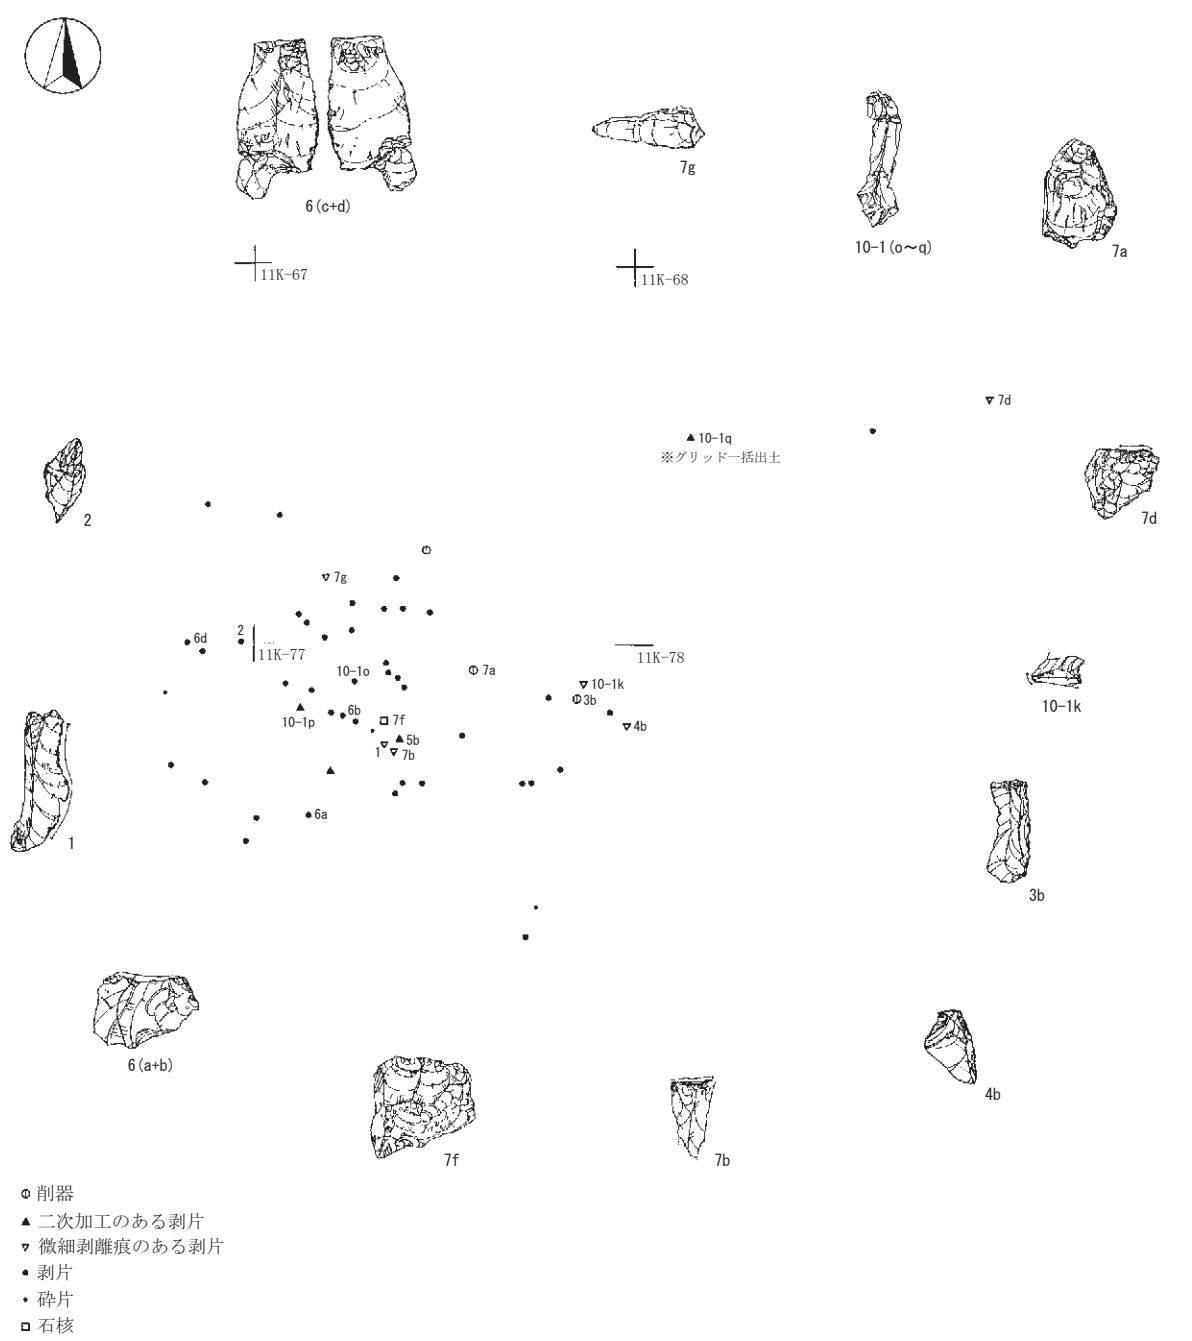 6(c+d)
7g
10-1(o～q)
7a
11K-67
11K-68
7d
10-1q
※グリッド一括出土
2
7d
7g
6d
2
11K-77
11K-78
10-1o
7a
10-1k
10-1k
3b
10-1p
6b
7f
4b
5b
1
7b
6a
1
3b
6(a+b)
4b
7f
7b
削器
二次加工のある剥片
微細剥離痕のある剥片
剥片
砕片
石核